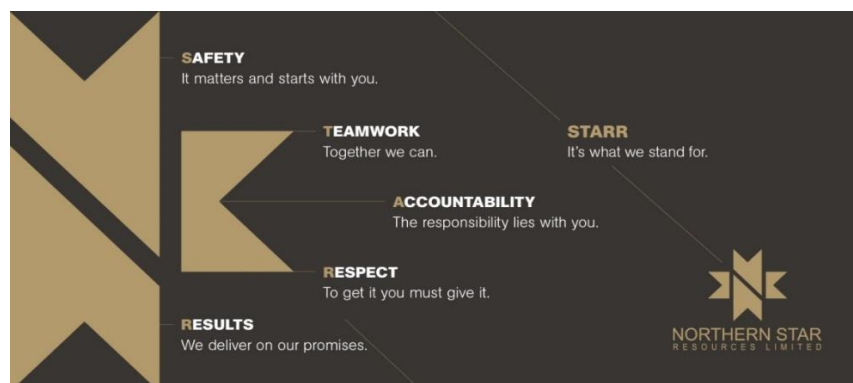 SAFETY
It matters and starts with you.
TEAMWORK
Together we can.
STARR
It's what we stand for.
ACCOUNTABILITY
The responsibility lies with you.
RESPECT
To get it you must give it.
RESULTS
We deliver on our promises.
NORTHERN STAR
RESOURCES LIMITED